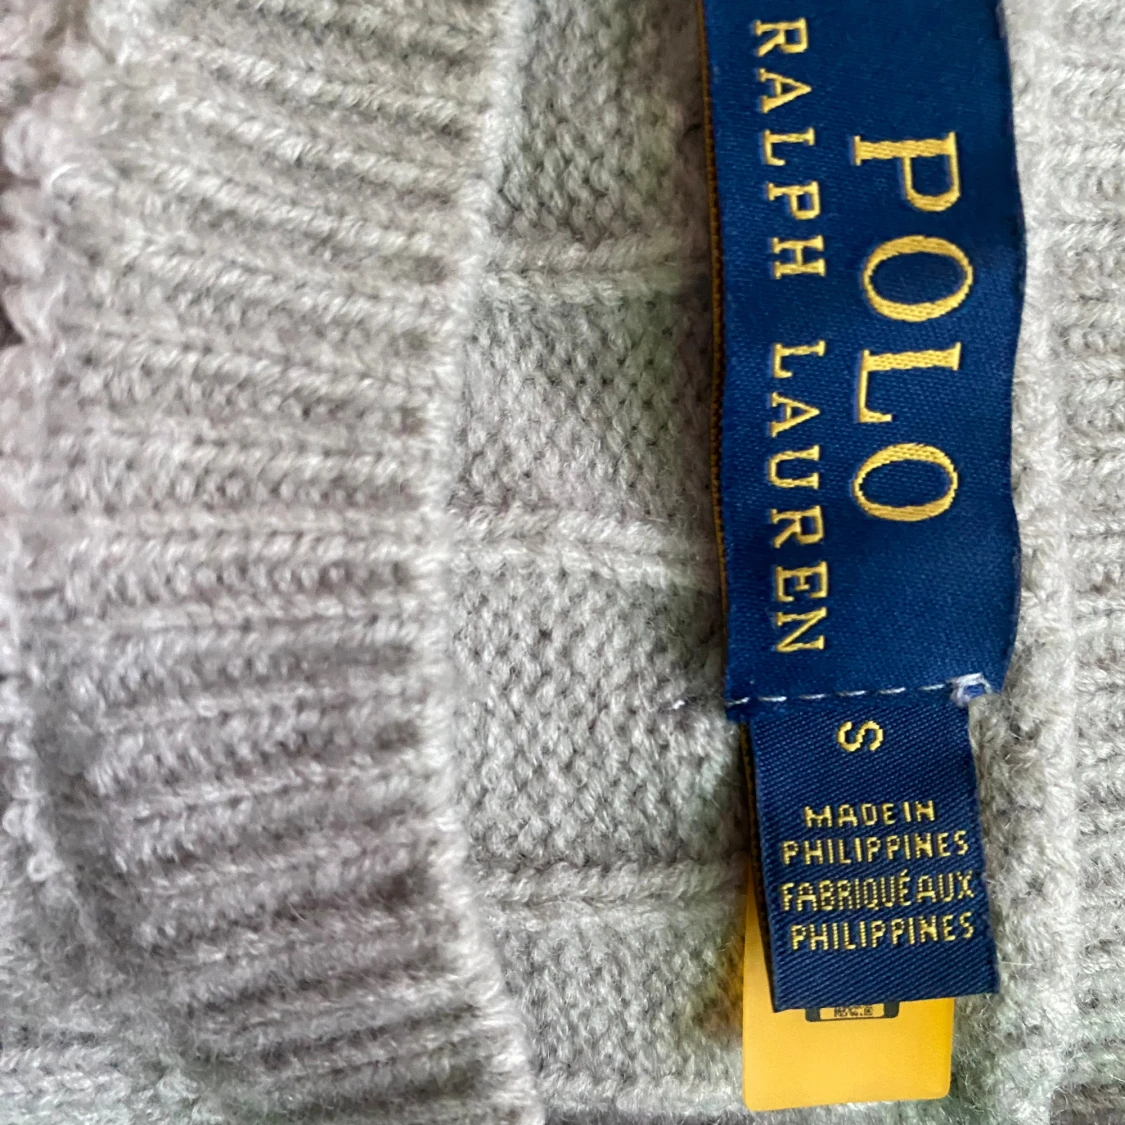 POLO
RALPH LAUREN
S
MADE IN
PHILIPPINES
FABRIQUÉ AUX
PHILIPPINES